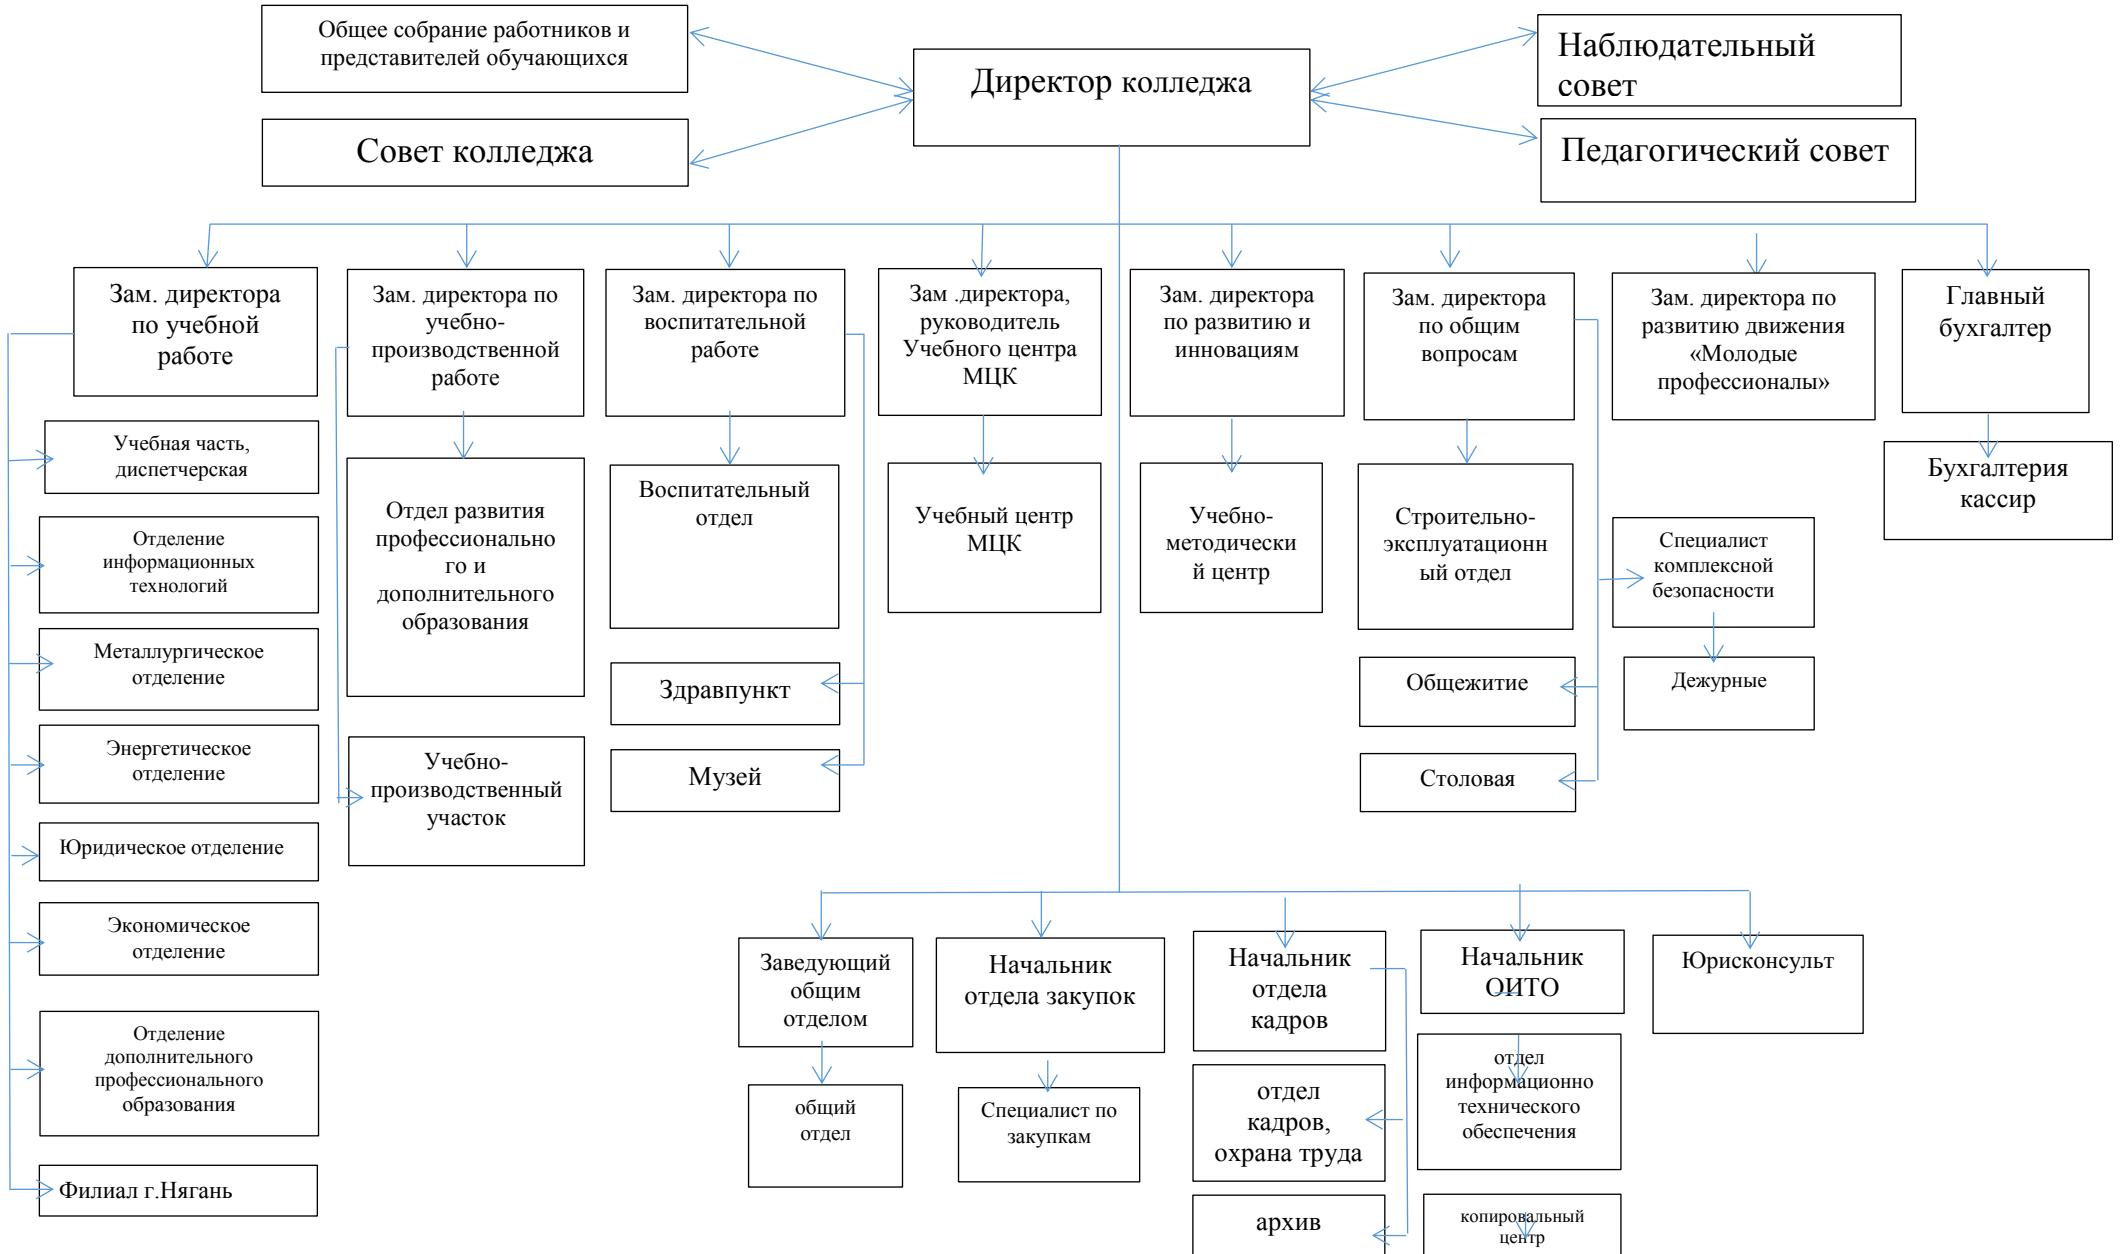 Общее собрание работников и
представителей обучающихся
Директор колледжа
Наблюдательный
совет
Совет колледжа
Педагогический совет
Зам. директора
по учебной
работе
Зам. директора по
учебно-
производственной
работе
Зам. директора по
воспитательной
работе
Зам .директора,
руководитель
Учебного центра
МЦК
Зам. директора
по развитию и
инновациям
Зам. директора
по общим
вопросам
Зам. директора по
развитию движения
«Молодые
профессионалы»
Главный
бухгалтер
Учебная часть,
диспетчерская
Отделение
информационных
технологий
Металлургическое
отделение
Энергетическое
отделение
Юридическое отделение
Экономическое
отделение
Отделение
дополнительного
профессионального
образования
Филиал г.Нягань
Отдел развития
профессионально
го и
дополнительного
образования
Учебно-
производственный
участок
Воспитательный
отдел
Здравпункт
Музей
Учебный центр
МЦК
Учебно-
методически
й центр
Строительно-
эксплуатационн
ый отдел
Общежитие
Столовая
Специалист
комплексной
безопасности
Дежурные
Бухгалтерия
кассир
Заведующий
общим
отделом
Начальник
отдела закупок
Начальник
отдела
кадров
Начальник
ОИТО
Юрисконсульт
общий
отдел
Специалист по
закупкам
отдел
кадров,
охрана труда
архив
отдел
информационно
технического
обеспечения
копировальный
центр